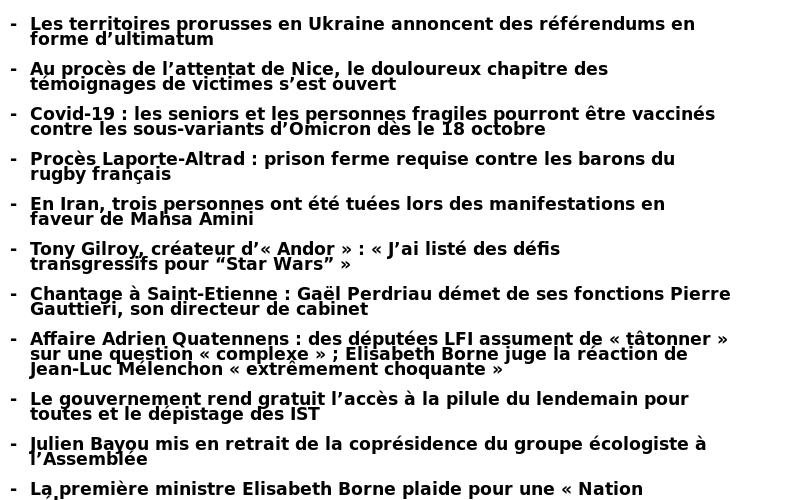 - Les territoires prorusses en Ukraine annoncent des référendums en
forme d’ultimatum
- Au procès de l’attentat de Nice, le douloureux chapitre des
témoignages de victimes s’est ouvert
- Covid-19 : les seniors et les personnes fragiles pourront être vaccinés
contre les sous-variants d’Omicron dès le 18 octobre
- Procès Laporte-Altrad : prison ferme requise contre les barons du
rugby français
- En Iran, trois personnes ont été tuées lors des manifestations en
faveur de Mahsa Amini
- Tony Gilroy, créateur d’« Andor » : « J’ai listé des défis
transgressifs pour “Star Wars” »
- Chantage à Saint-Etienne : Gaël Perdriau démet de ses fonctions Pierre
Gauttieri, son directeur de cabinet
- Affaire Adrien Quatennens : des députées LFI assument de « tâtonner »
sur une question « complexe » ; Elisabeth Borne juge la réaction de
Jean-Luc Mélenchon « extrêmement choquante »
- Le gouvernement rend gratuit l’accès à la pilule du lendemain pour
toutes et le dépistage des IST
- Julien Bayou mis en retrait de la coprésidence du groupe écologiste à
l’Assemblée
- La première ministre Elisabeth Borne plaide pour une « Nation